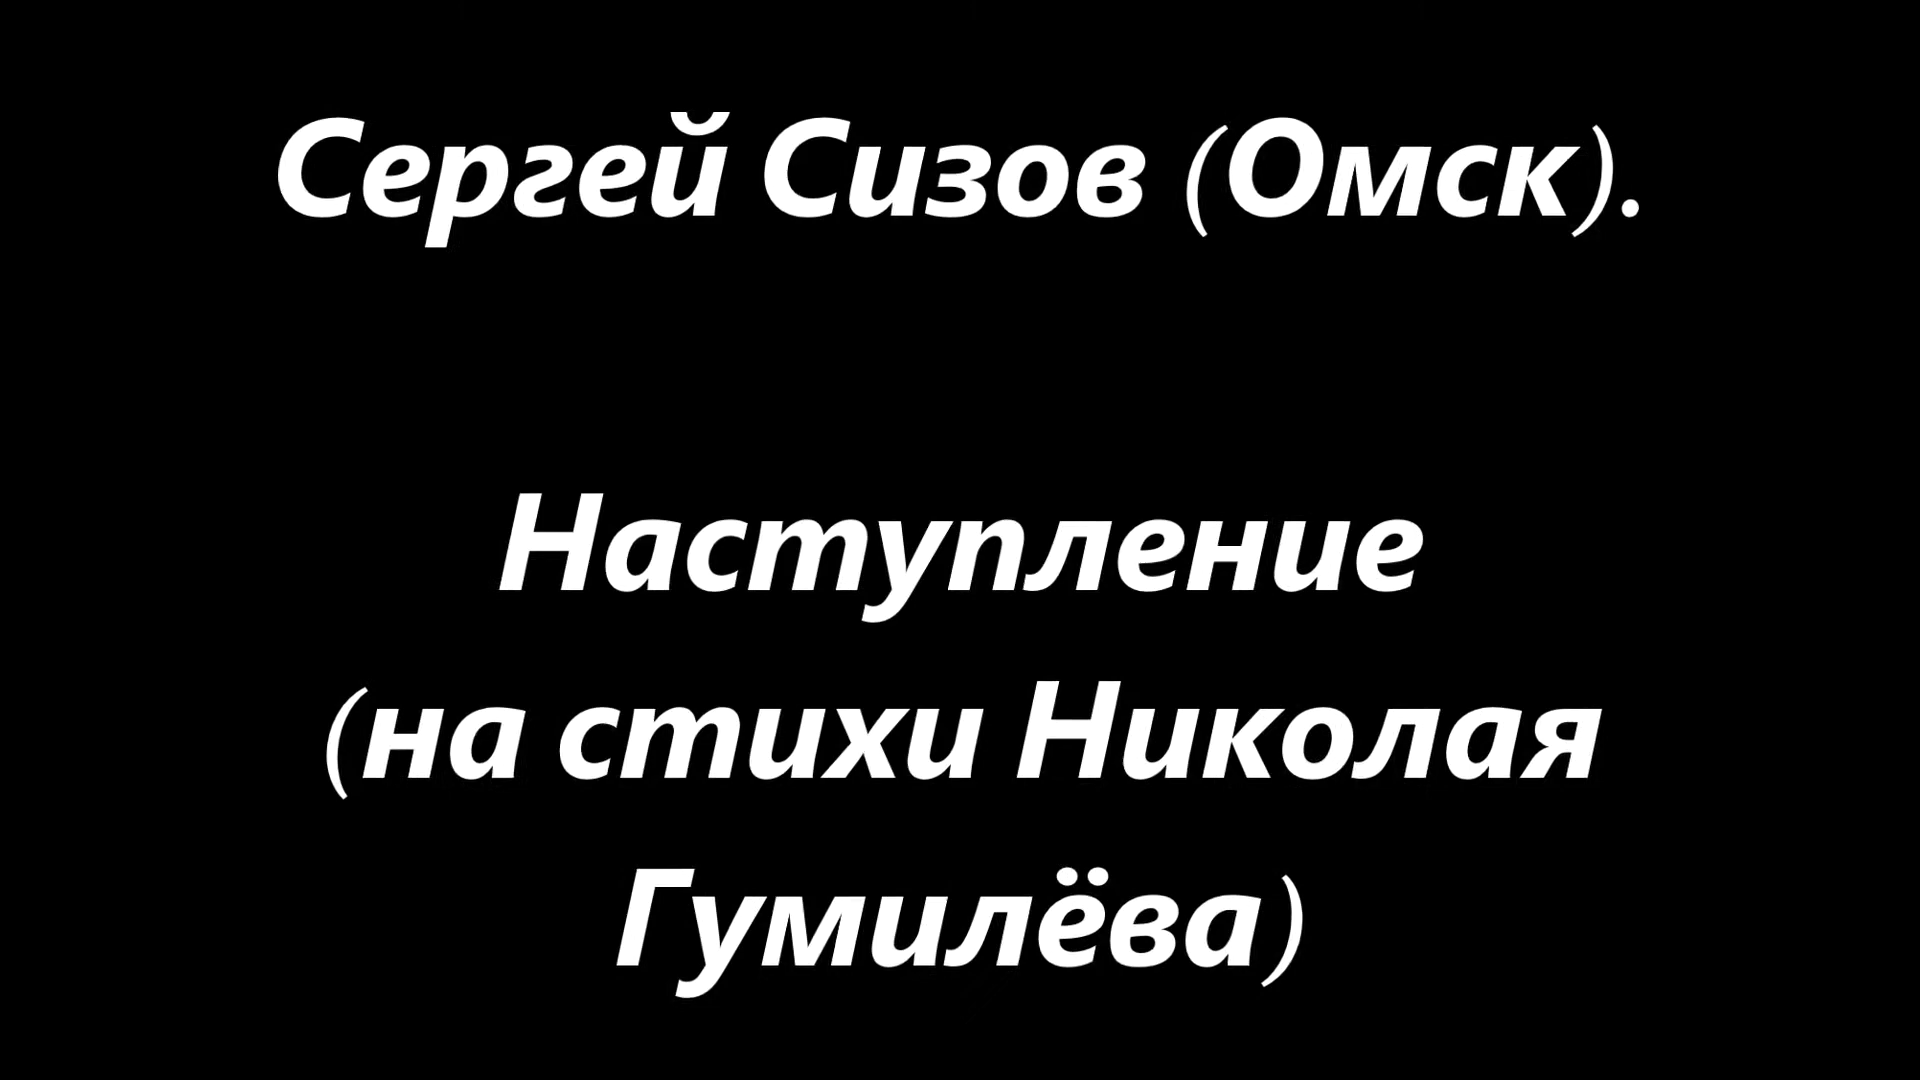 Сергей Сизов (Омск).
Наступление
(на стихи Николая
Гумилёва)